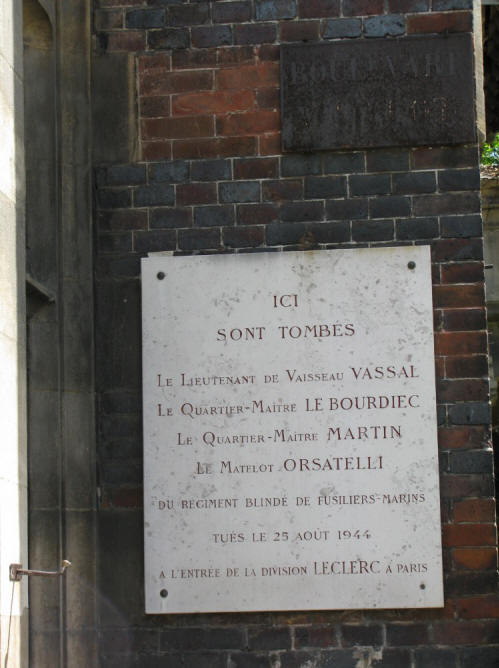 BOULEVARD
ICI
SONT TOMBÉS
LE LIEUTENANT DE VAISSEAU VASSAL
LE QUARTIER-MAÎTRE LE BOURDIEC
LE QUARTIER-MAÎTRE MARTIN
LE MATELOT ORSATELLI
DU RÉGIMENT BLINDÉ DE FUSILIERS-MARINS
TUÉS LE 25 AOÛT 1944
A L'ENTRÉE DE LA DIVISION LECLERC A PARIS